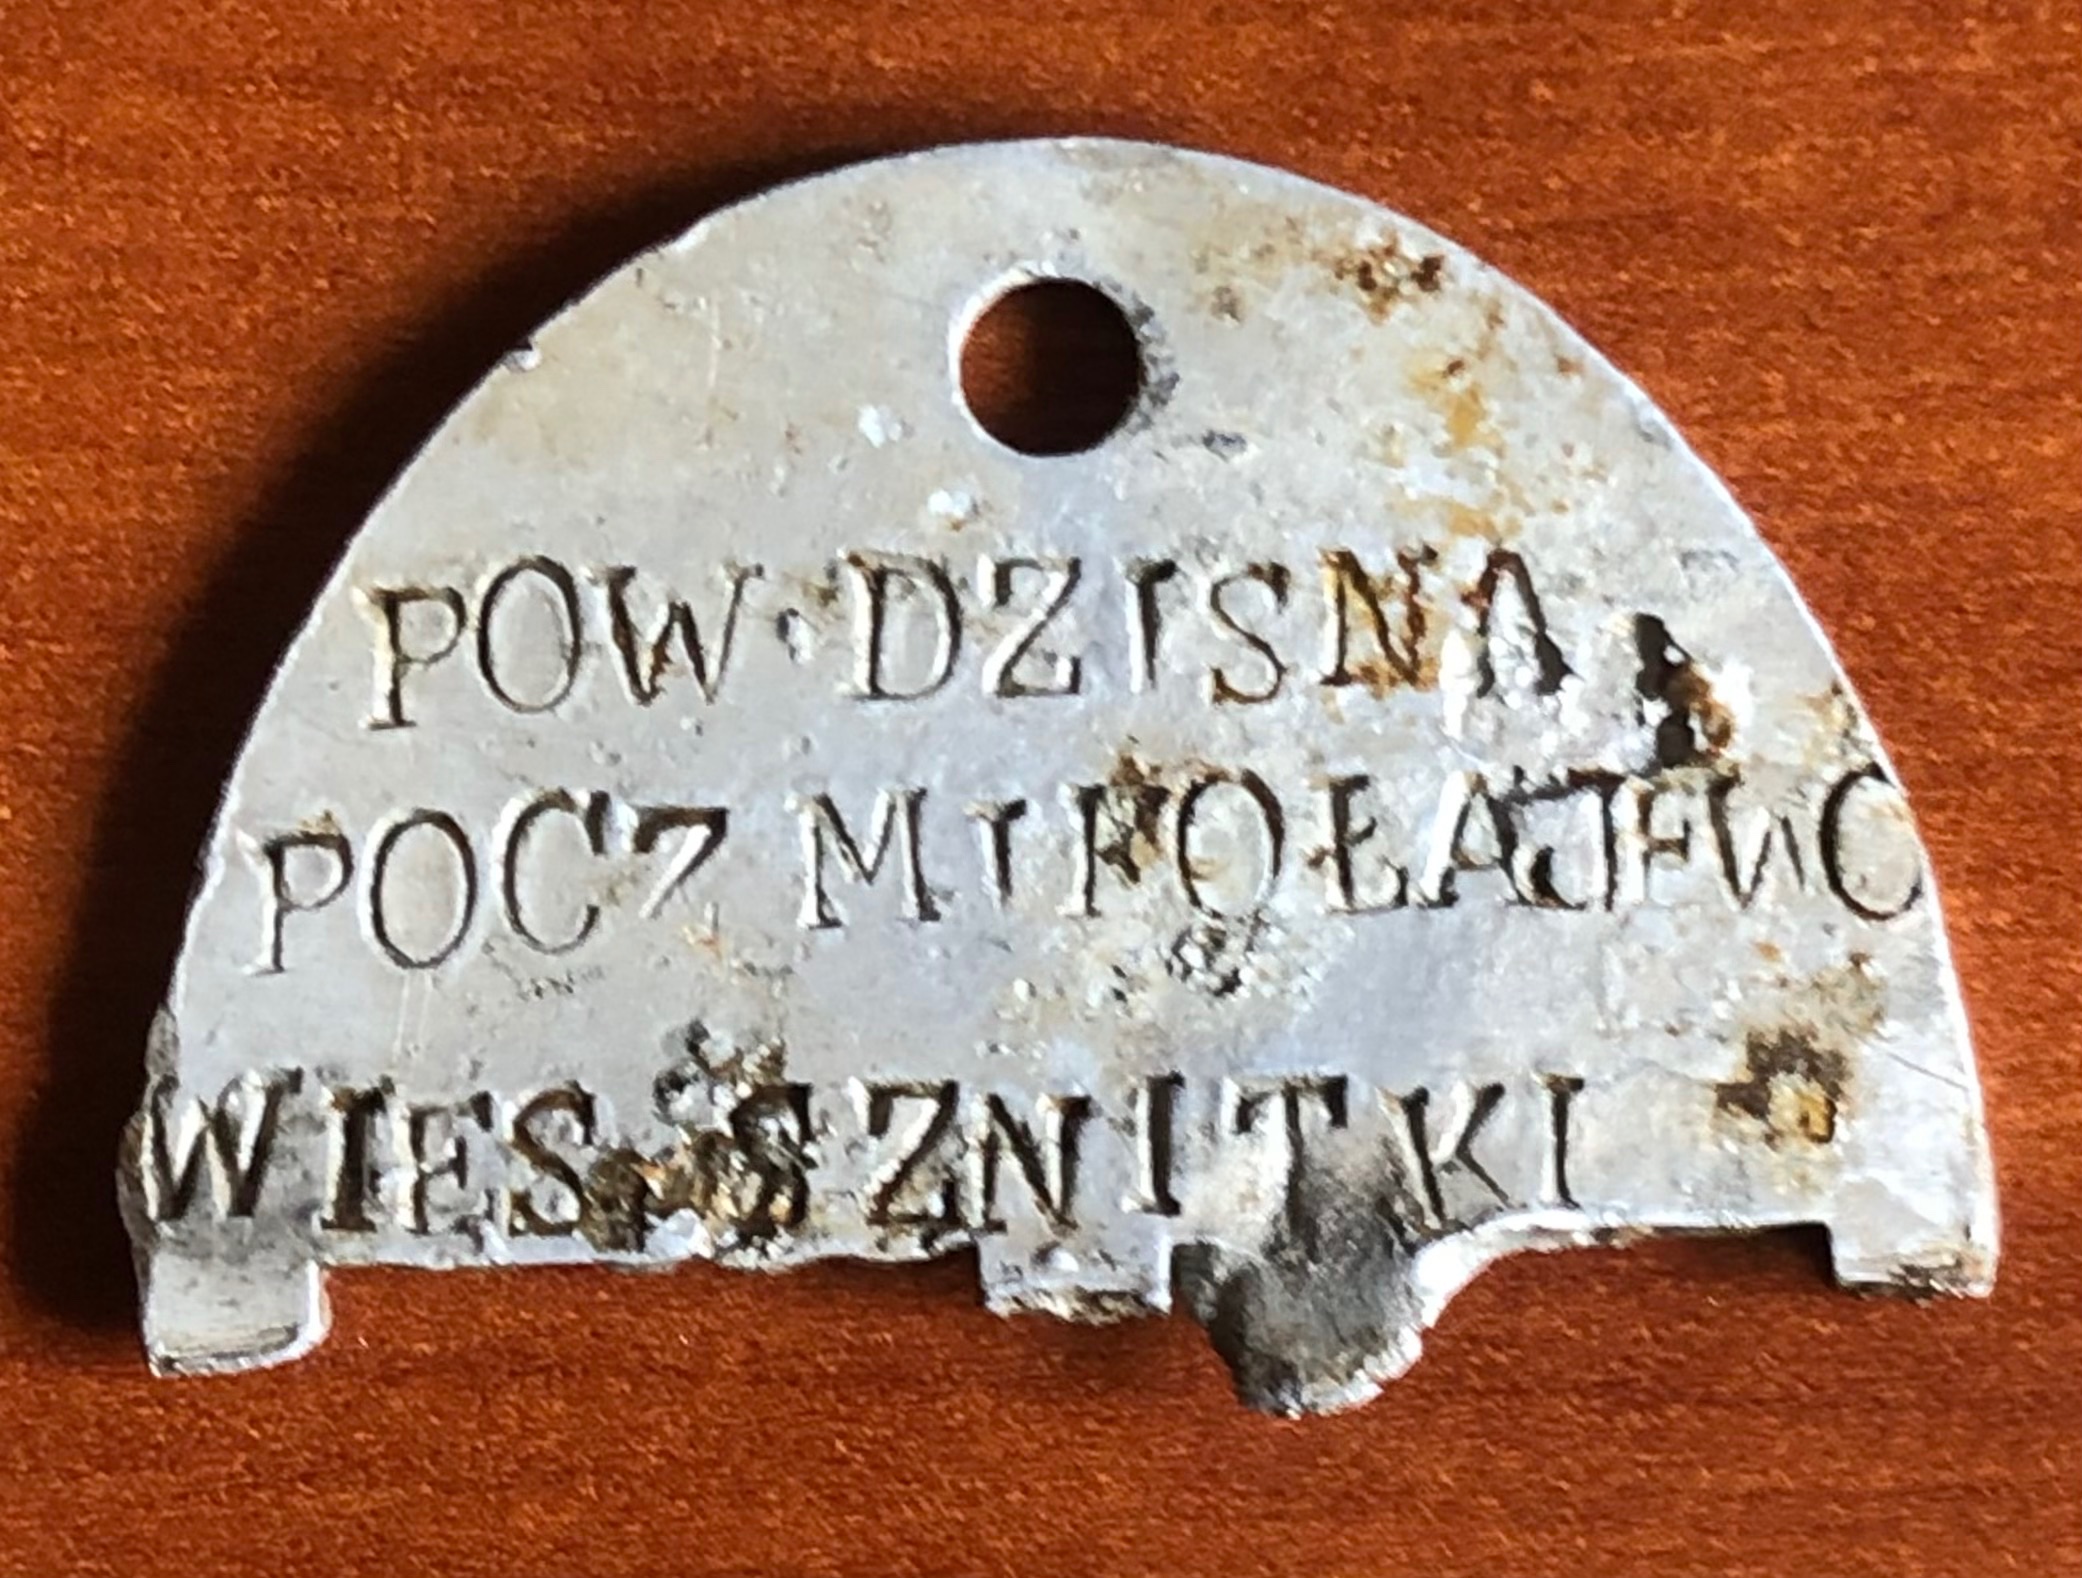 POW. DZISNA
POCZ MIKOŁAJEWO
WIES. SZNITKI